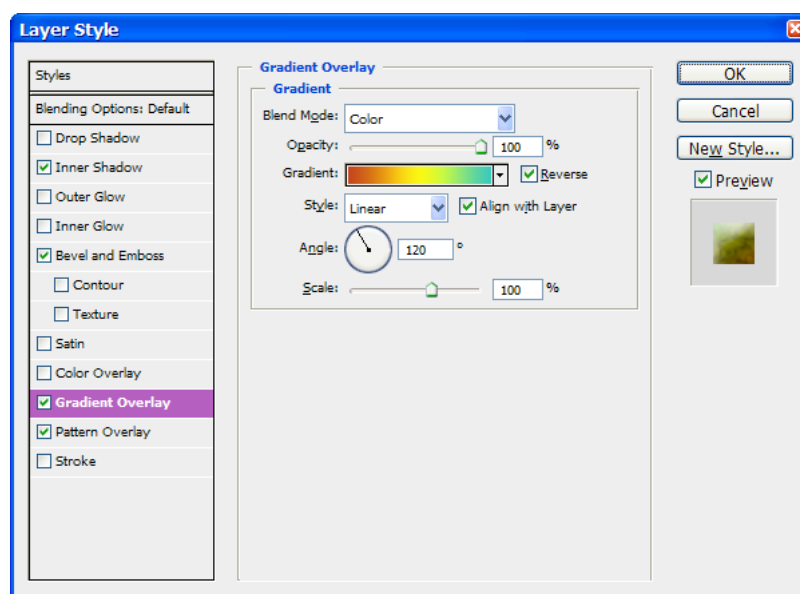 Layer Style
Styles
Blending Options: Default
Drop Shadow
Inner Shadow
Outer Glow
Inner Glow
Bevel and Emboss
Contour
Texture
Satin
Color Overlay
Gradient Overlay
Pattern Overlay
Stroke
Gradient Overlay
Gradient
Blend Mode: Color
Opacity: 100 %
Gradient: Reverse
Style: Linear Align with Layer
Angle: 120 °
Scale: 100 %
OK
Cancel
New Style...
Preview